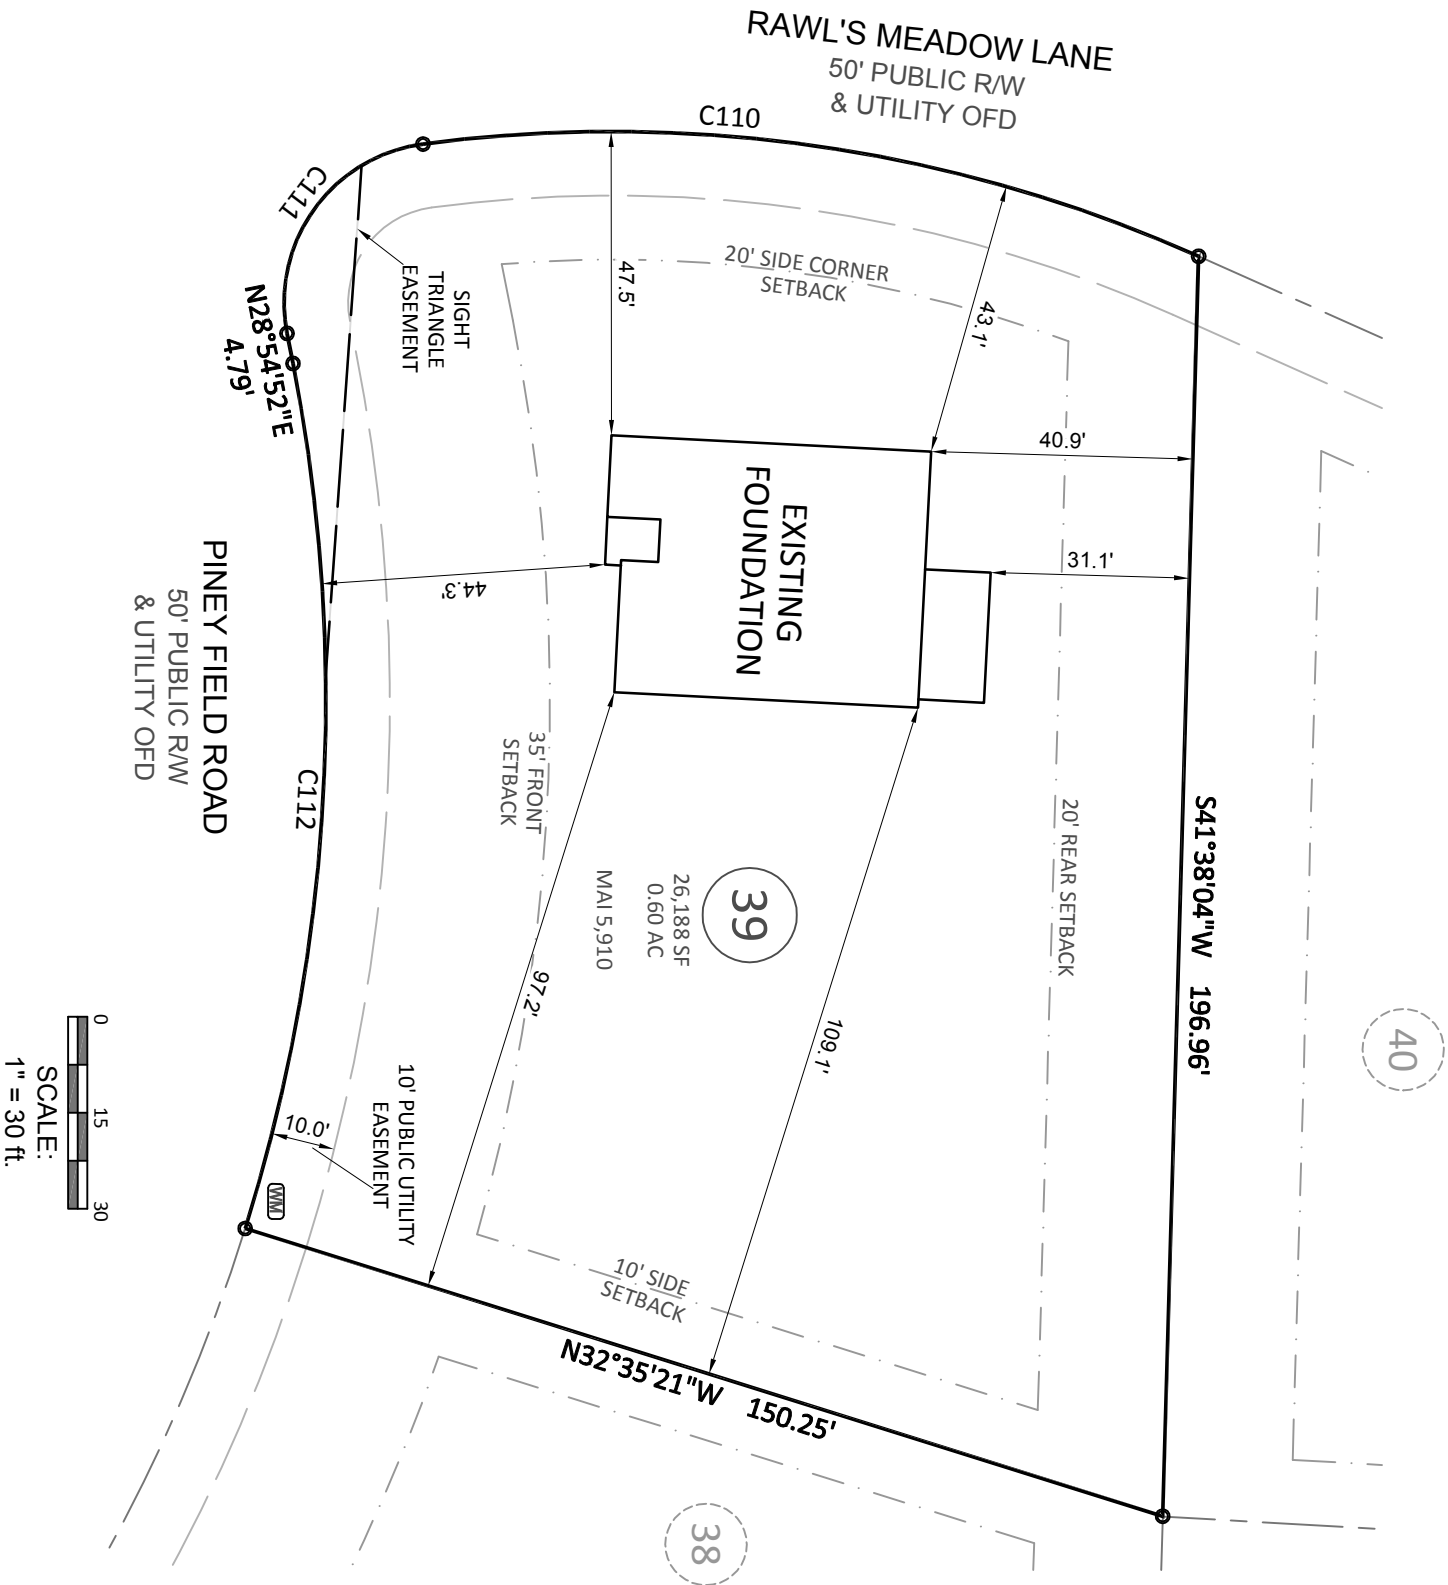 RAWL'S MEADOW LANE
50' PUBLIC R/W
& UTILITY OFD
C110
C111
N28°54'52"E
4.79'
SIGHT
TRIANGLE
EASEMENT
47.5'
20' SIDE CORNER
SETBACK
43.1'
40.9'
31.1'
EXISTING
FOUNDATION
44.3'
PINEY FIELD ROAD
50' PUBLIC R/W
& UTILITY OFD
C112
35' FRONT
SETBACK
39
26,188 SF
0.60 AC
MAI 5,910
20' REAR SETBACK
S41°38'04"W 196.96'
40
97.2'
109.1'
10' PUBLIC UTILITY
EASEMENT
10.0'
WM
10' SIDE
SETBACK
N32°35'21"W 150.25'
38
0 15 30
SCALE:
1" = 30 ft.